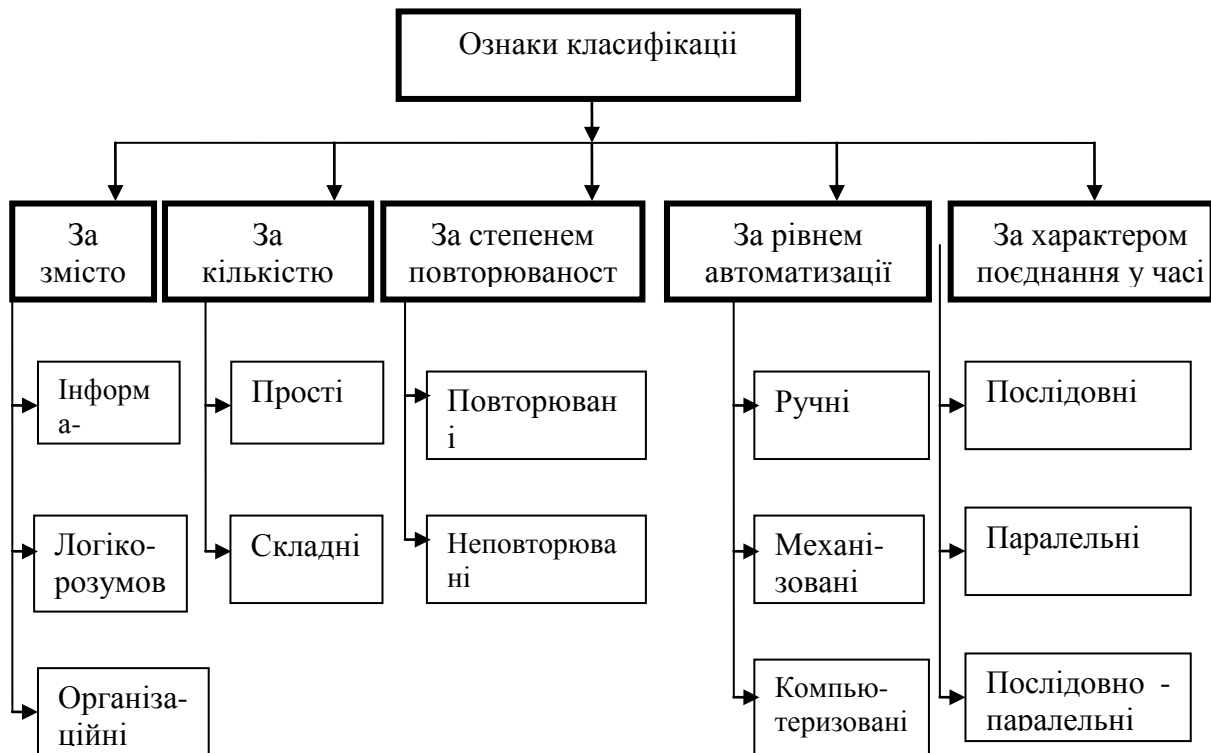 Ознаки класифікаціі
За
змісто
За
кількістю
За степенем
повторюваност
За рівнем
автоматизації
За характером
поєднання у часі
Інформ
а-
Логіко-
розумов
Організа-
ційні
Прості
Складні
Повторюван
і
Неповторюва
ні
Ручні
Механі-
зовані
Компью-
теризовані
Послідовні
Паралельні
Послідовно -
паралельні